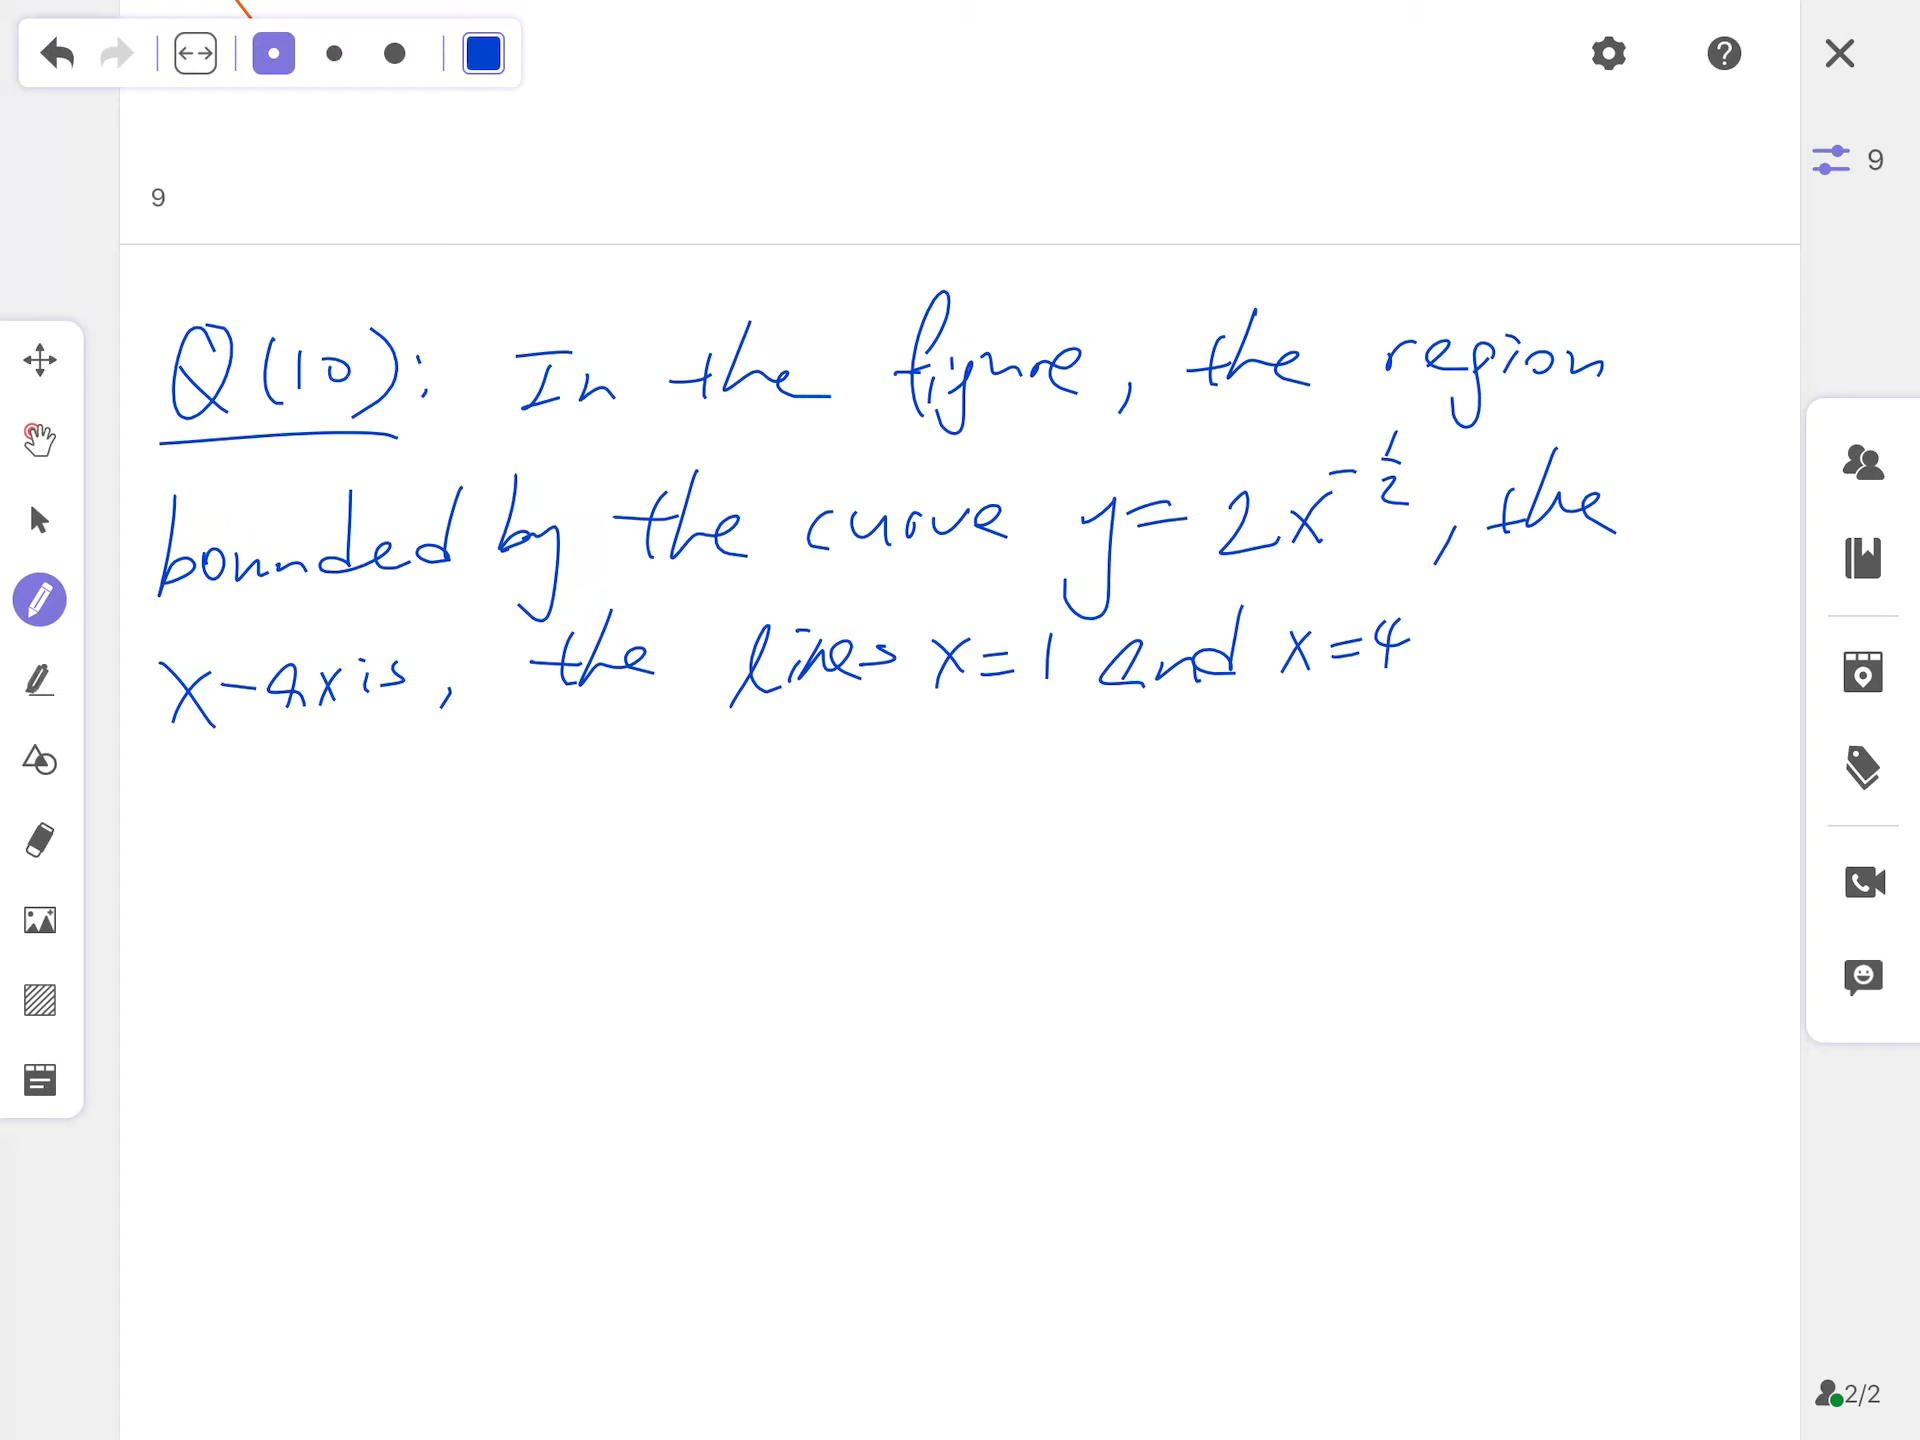 9
9
Q(10): In the figure, the region
bounded by the curve y = 2x^{-1/2}, the
x-axis, the lines x=1 and x=4
2/2